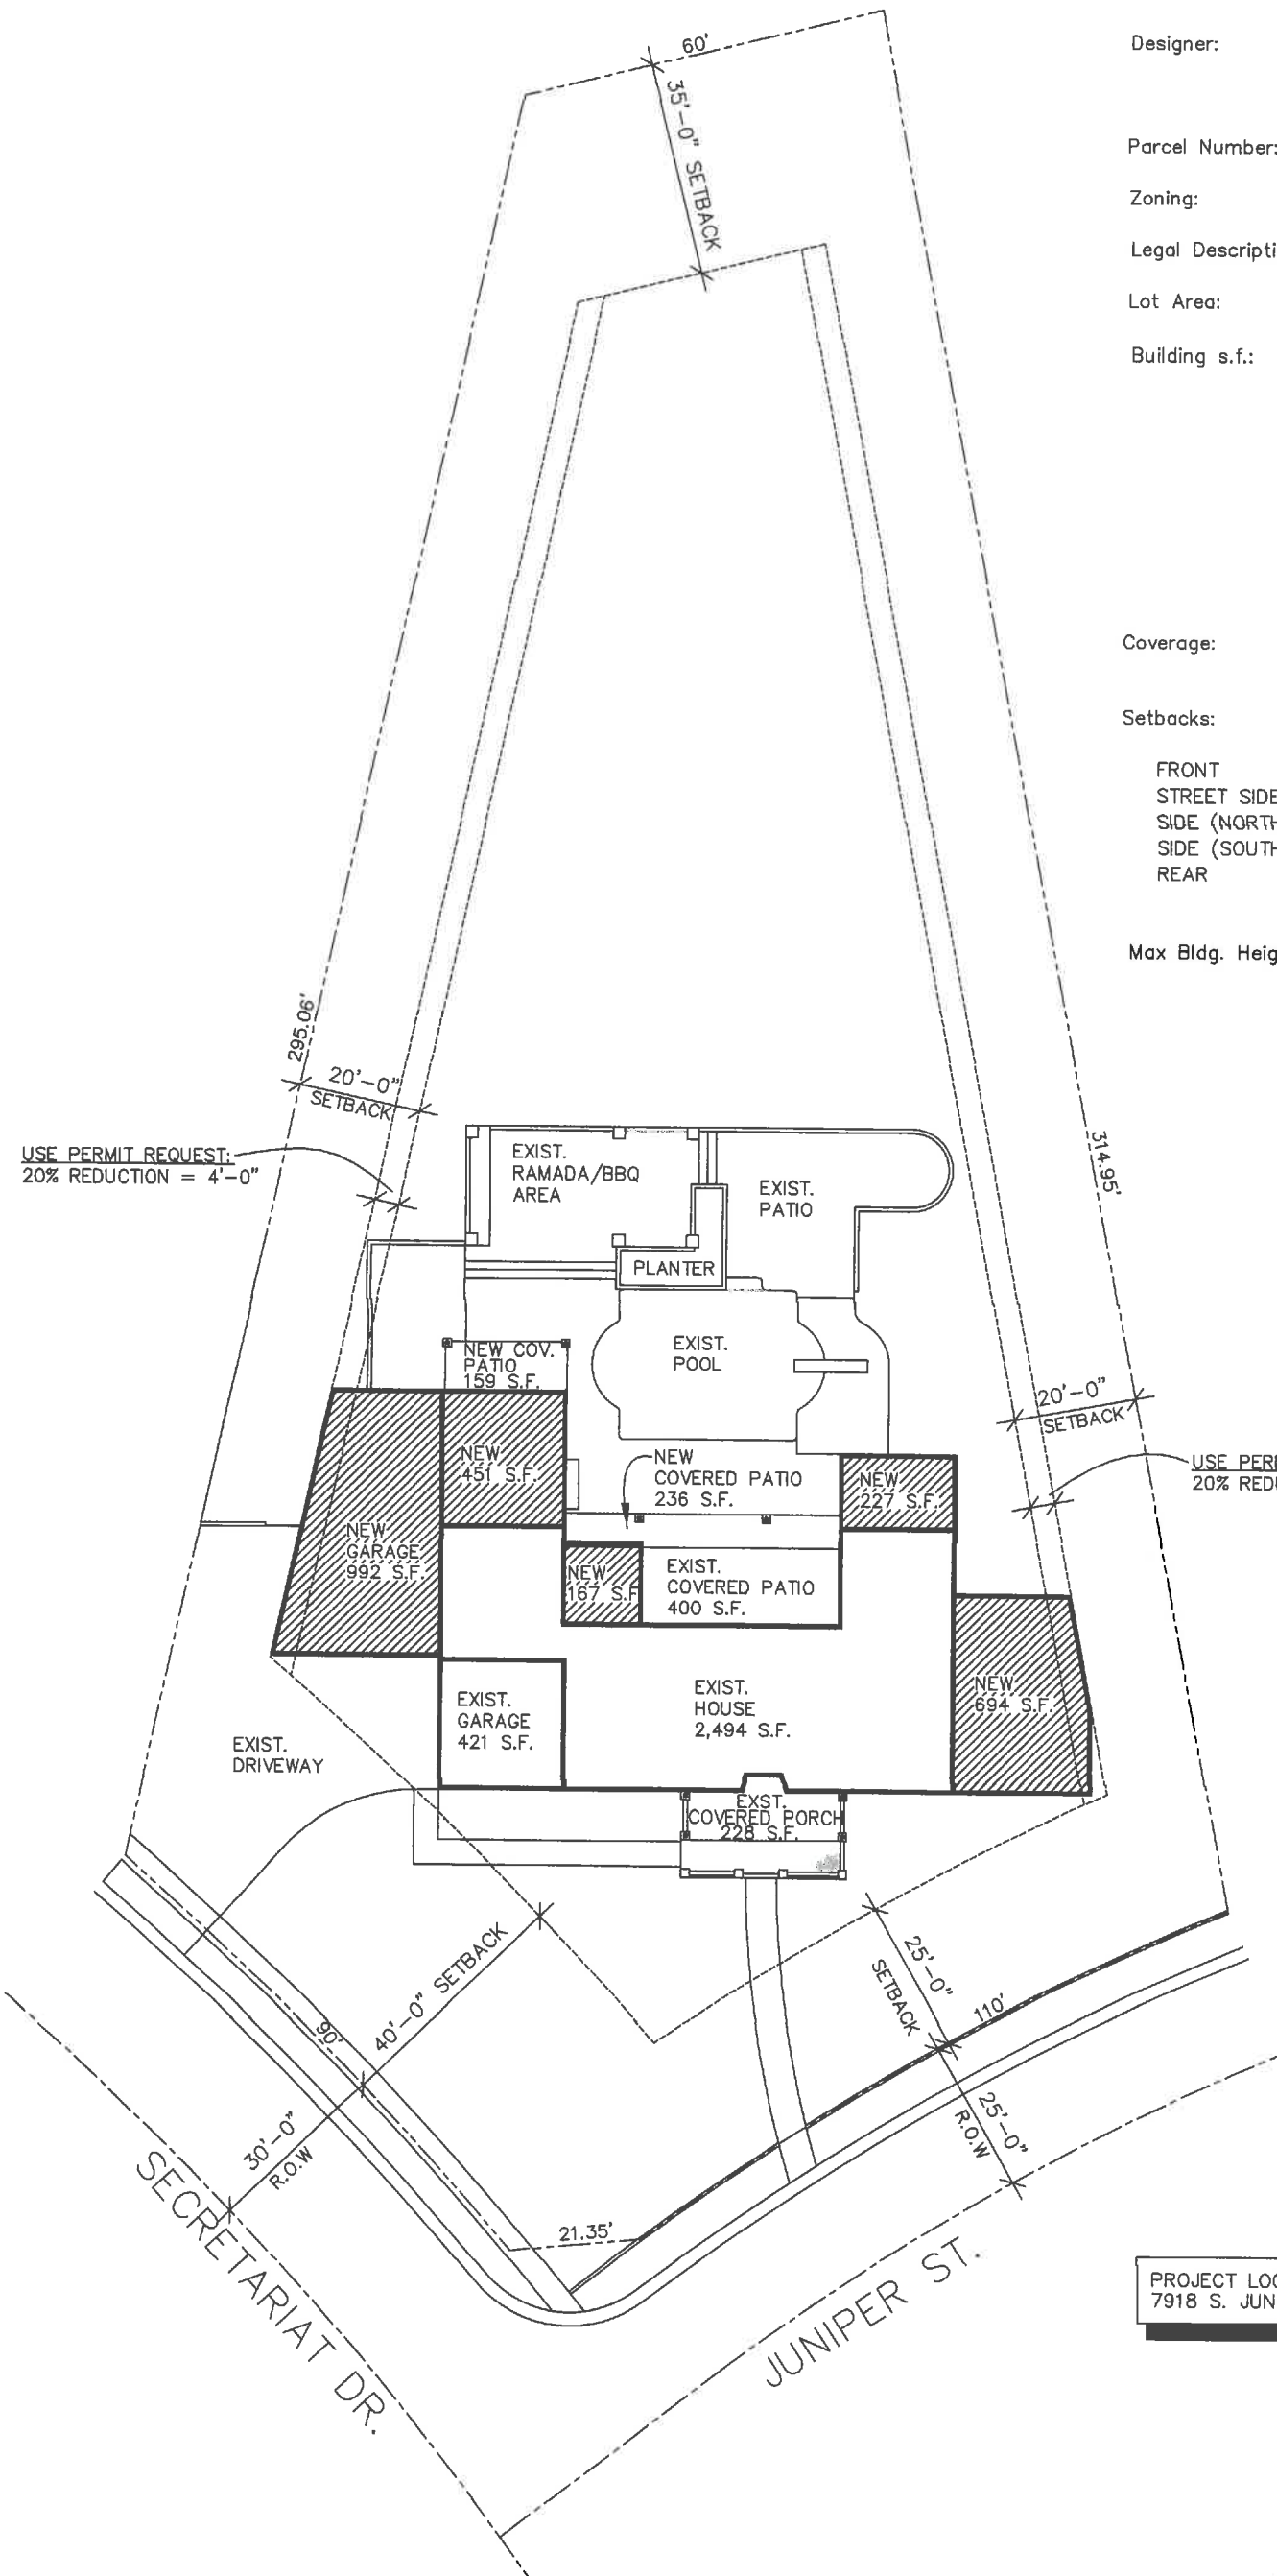 60'
35'-0" SETBACK
Designer:
Parcel Number:
Zoning:
Legal Descripti
Lot Area:
Building s.f.:
Coverage:
Setbacks:
FRONT
STREET SIDE
SIDE (NORTH
SIDE (SOUTH
REAR
Max Bldg. Heig
295.06'
20'-0"
SETBACK
USE PERMIT REQUEST:
20% REDUCTION = 4'-0"
314.95'
20'-0"
SETBACK
USE PERM
20% REDU
EXIST.
RAMADA/BBQ
AREA
EXIST.
PATIO
PLANTER
EXIST.
POOL
NEW COV.
PATIO
159 S.F.
NEW
451 S.F.
NEW
COVERED PATIO
236 S.F.
NEW
227 S.F.
NEW
GARAGE
992 S.F.
NEW
167 S.F
EXIST.
COVERED PATIO
400 S.F.
EXIST.
GARAGE
421 S.F.
EXIST.
HOUSE
2,494 S.F.
NEW
694 S.F.
EXIST.
DRIVEWAY
EXST.
COVERED PORCH
228 S.F.
40'-0" SETBACK
90'
30'-0"
R.O.W
25'-0"
SETBACK
110'
25'-0"
R.O.W
21.35'
SECRETARIAT DR.
JUNIPER ST.
PROJECT LOC
7918 S. JUN